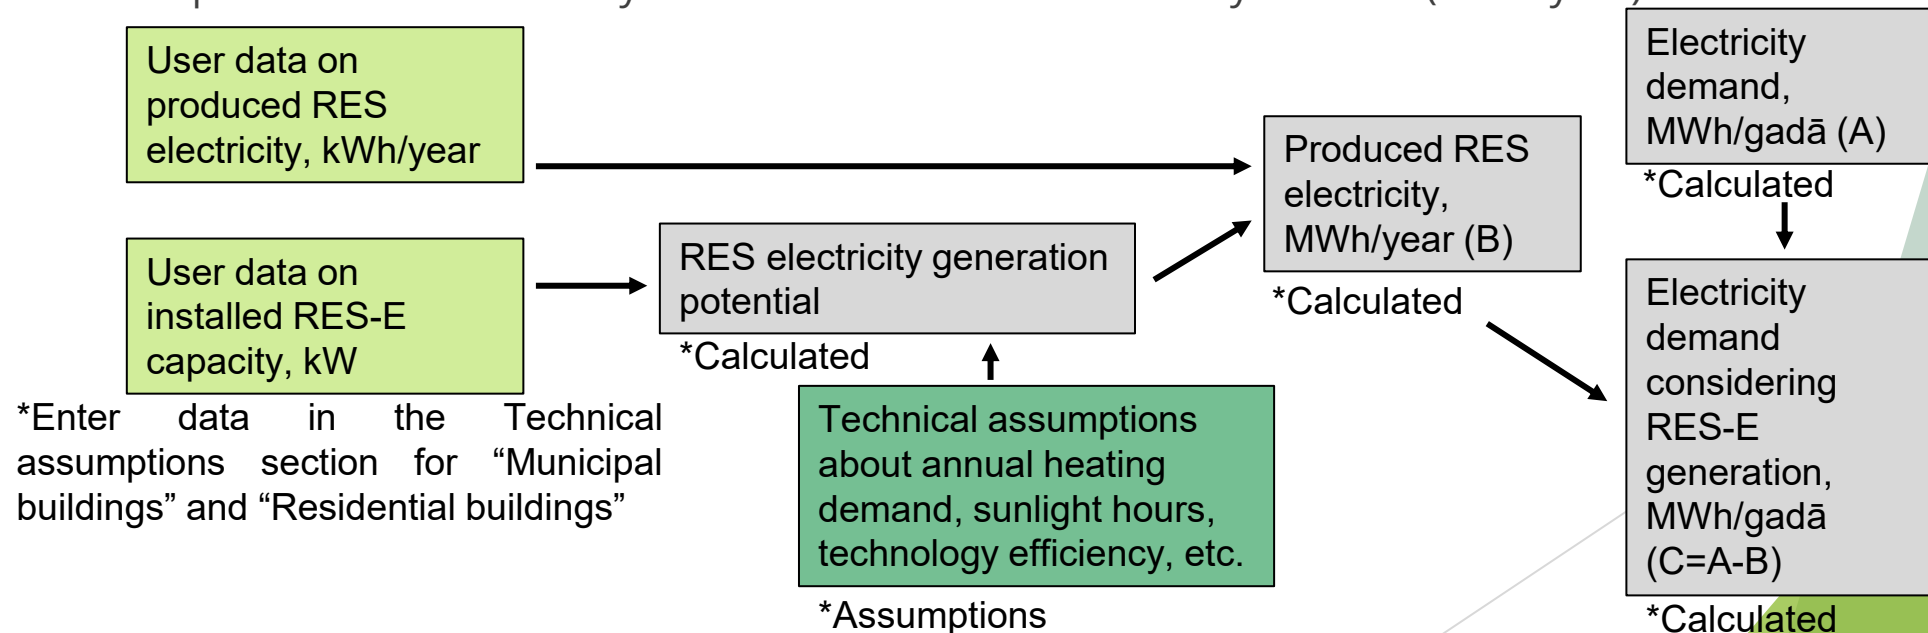 User data on
produced RES
electricity, kWh/year
User data on
installed RES-E
capacity, kW
*Enter data in the Technical
assumptions section for “Municipal
buildings” and “Residential buildings”
RES electricity generation
potential
*Calculated
Technical assumptions
about annual heating
demand, sunlight hours,
technology efficiency, etc.
*Assumptions
Produced RES
electricity,
MWh/year (B)
*Calculated
Electricity
demand,
MWh/gadā (A)
*Calculated
Electricity
demand
considering
RES-E
generation,
MWh/gadā
(C=A-B)
*Calculated